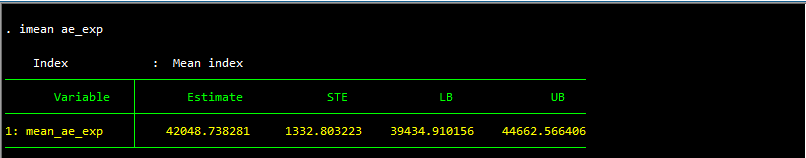 . imean ae_exp
Index : Mean index
Variable Estimate STE LB UB
1: mean_ae_exp 42048.738281 1332.803223 39434.910156 44662.566406